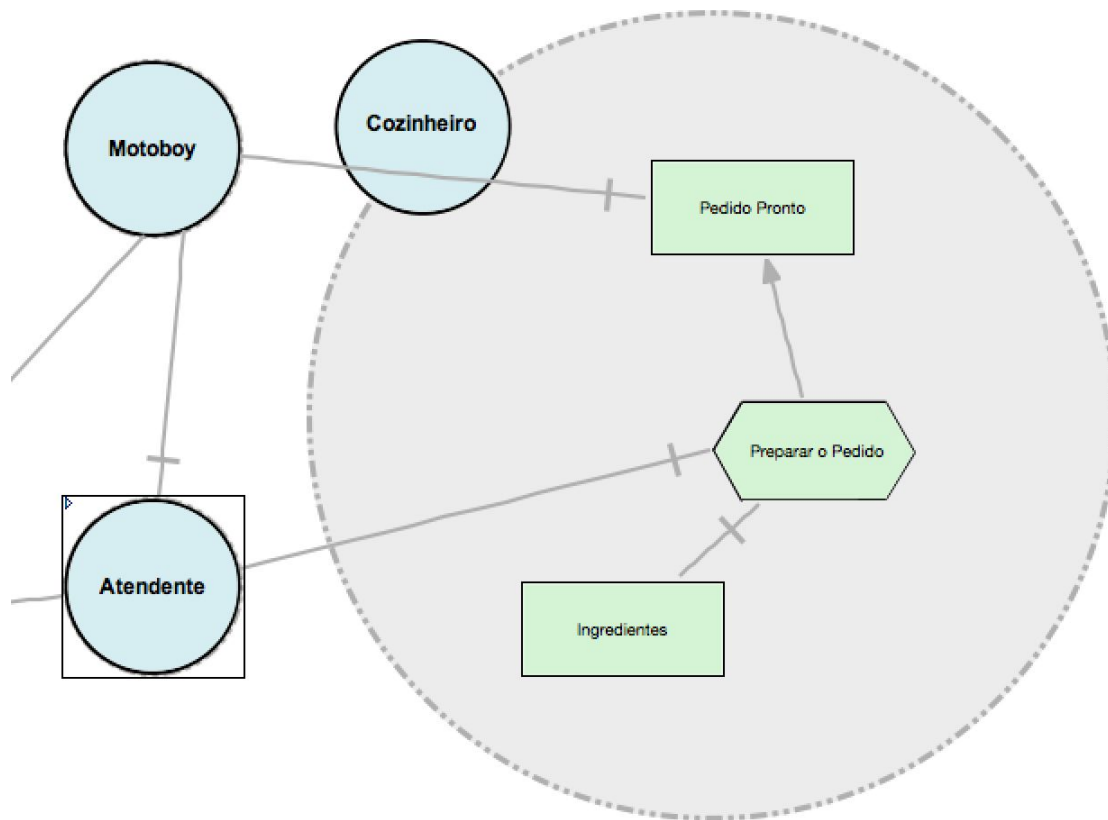 Cozinheiro
Motoboy
Pedido Pronto
Preparar o Pedido
Atendente
Ingredientes